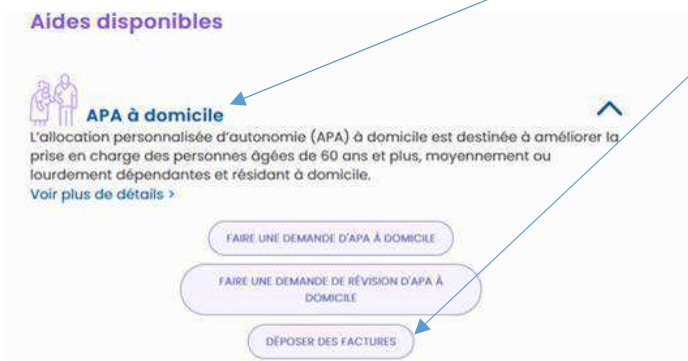 Aides disponibles
APA à domicile
L'allocation personnalisée d'autonomie (APA) à domicile est destinée à améliorer la
prise en charge des personnes âgées de 60 ans et plus, moyennement ou
lourdement dépendantes et résidant à domicile.
Voir plus de détails >
FAIRE UNE DEMANDE D'APA À DOMICILE
FAIRE UNE DEMANDE DE RÉVISION D'APA À
DOMICILE
DÉPOSER DES FACTURES